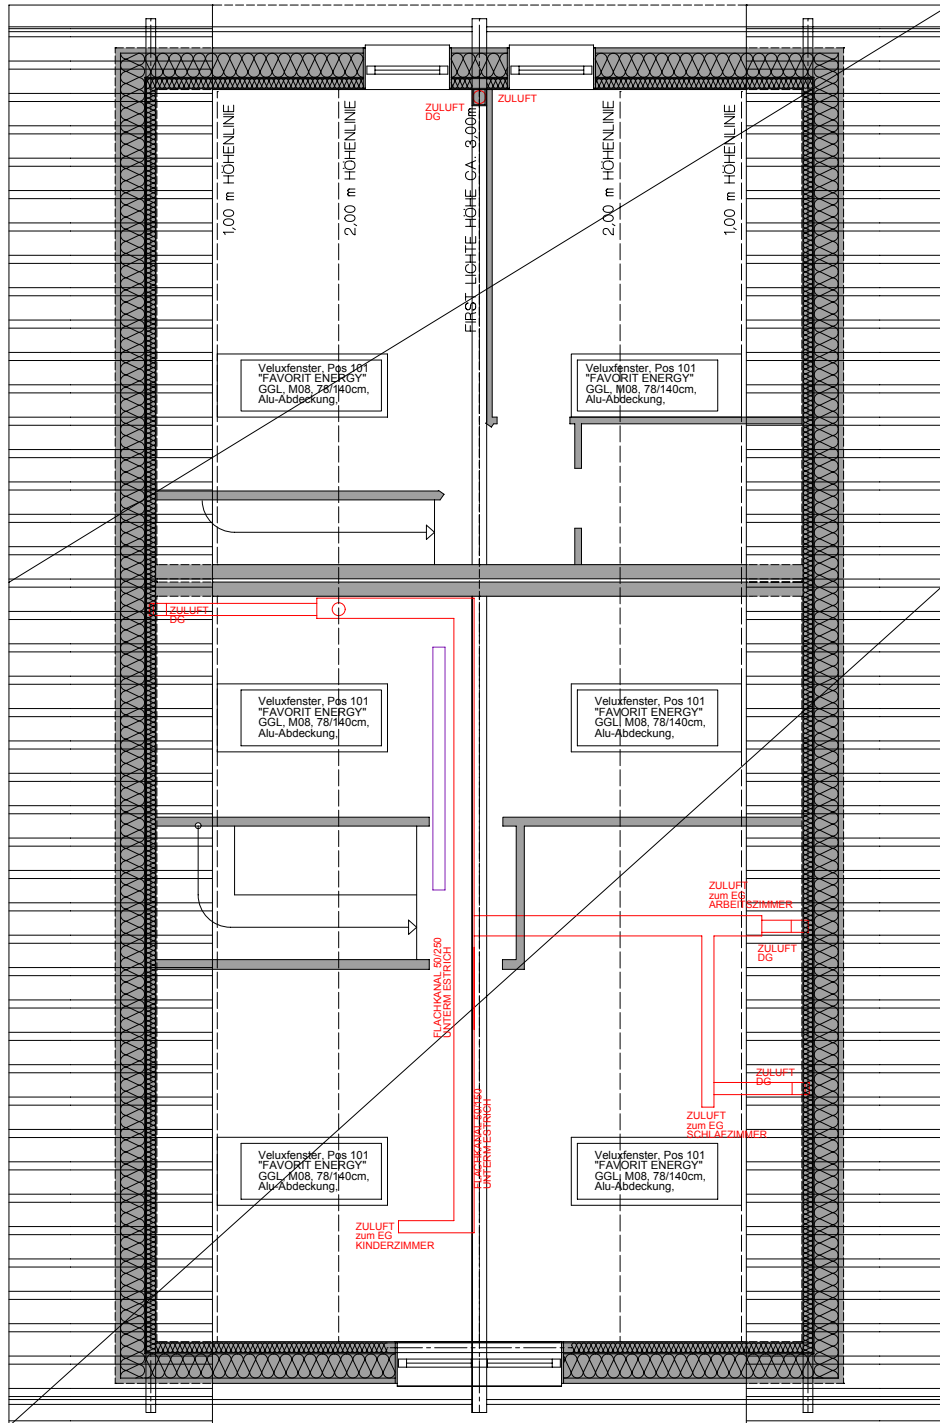 ZULUFT
DG
ZULUFT
1,00 m HÖHENLINIE
2,00 m HÖHENLINIE
FIRST LICHTE HÖHE CA. 3,00m
2,00 m HÖHENLINIE
1,00 m HÖHENLINIE
Veluxfenster, Pos 101
"FAVORIT ENERGY"
GGL, M08, 78/140cm,
Alu-Abdeckung,
Veluxfenster, Pos 101
"FAVORIT ENERGY"
GGL, M08, 78/140cm,
Alu-Abdeckung,
ZULUFT
DG
Veluxfenster, Pos 101
"FAVORIT ENERGY"
GGL, M08, 78/140cm,
Alu-Abdeckung,
Veluxfenster, Pos 101
"FAVORIT ENERGY"
GGL, M08, 78/140cm,
Alu-Abdeckung,
ZULUFT
zum EG
ARBEITSZIMMER
ZULUFT
DG
FLACHKANAL 50/250
UNTERM ESTRICH
ZULUFT
DG
FLACHKANAL 50/150
UNTERM ESTRICH
ZULUFT
zum EG
SCHLAFZIMMER
Veluxfenster, Pos 101
"FAVORIT ENERGY"
GGL, M08, 78/140cm,
Alu-Abdeckung,
Veluxfenster, Pos 101
"FAVORIT ENERGY"
GGL, M08, 78/140cm,
Alu-Abdeckung,
ZULUFT
zum EG
KINDERZIMMER